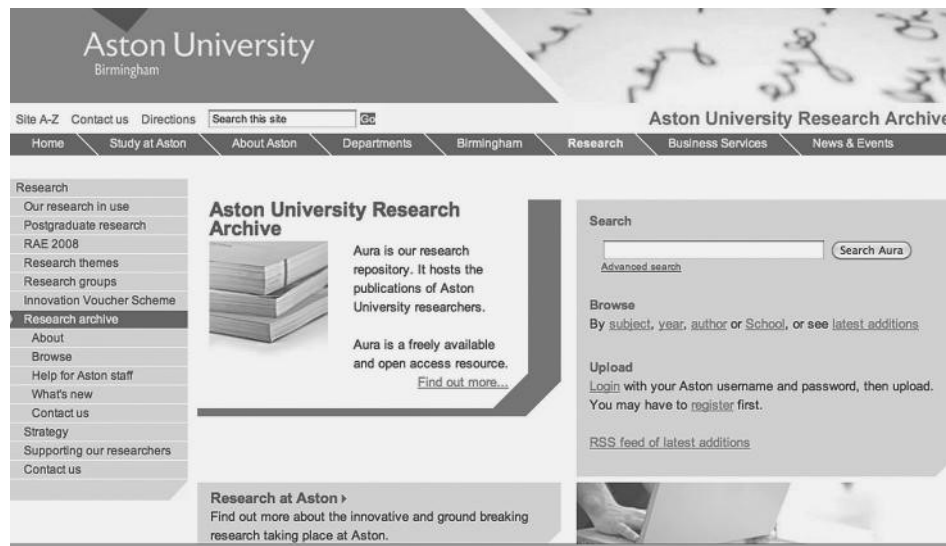 Aston University
Birmingham
Site A-Z Contact us Directions Search this site Go
Aston University Research Archive
Home Study at Aston About Aston Departments Birmingham Research Business Services News & Events
Research
Our research in use
Postgraduate research
RAE 2008
Research themes
Research groups
Innovation Voucher Scheme
Research archive
About
Browse
Help for Aston staff
What's new
Contact us
Strategy
Supporting our researchers
Contact us
Aston University Research
Archive
Aura is our research
repository. It hosts the
publications of Aston
University researchers.
Aura is a freely available
and open access resource.
Find out more...
Search
Search Aura
Advanced search
Browse
By subject, year, author or School, or see latest additions
Upload
Login with your Aston username and password, then upload.
You may have to register first.
RSS feed of latest additions
Research at Aston
Find out more about the innovative and ground breaking
research taking place at Aston.